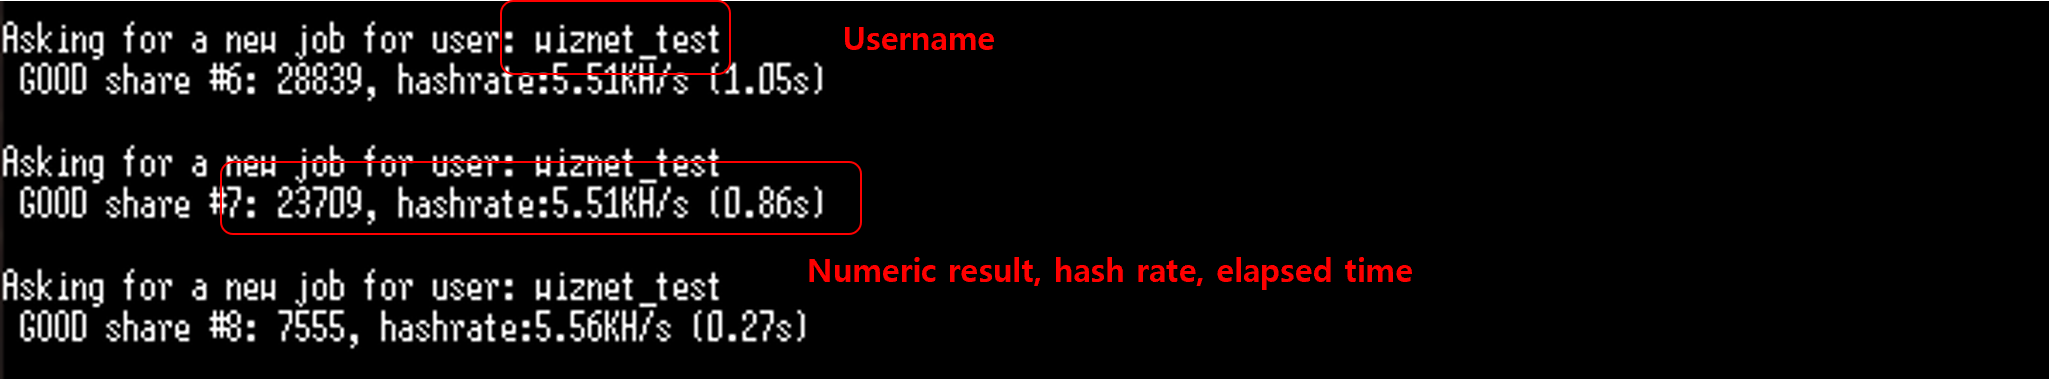 Asking for a new job for user: wiznet_test
Username
GOOD share #6: 28839, hashrate:5.51KH/s (1.05s)
Asking for a new job for user: wiznet_test
GOOD share #7: 23709, hashrate:5.51KH/s (0.86s)
Numeric result, hash rate, elapsed time
Asking for a new job for user: wiznet_test
GOOD share #8: 7555, hashrate:5.56KH/s (0.27s)